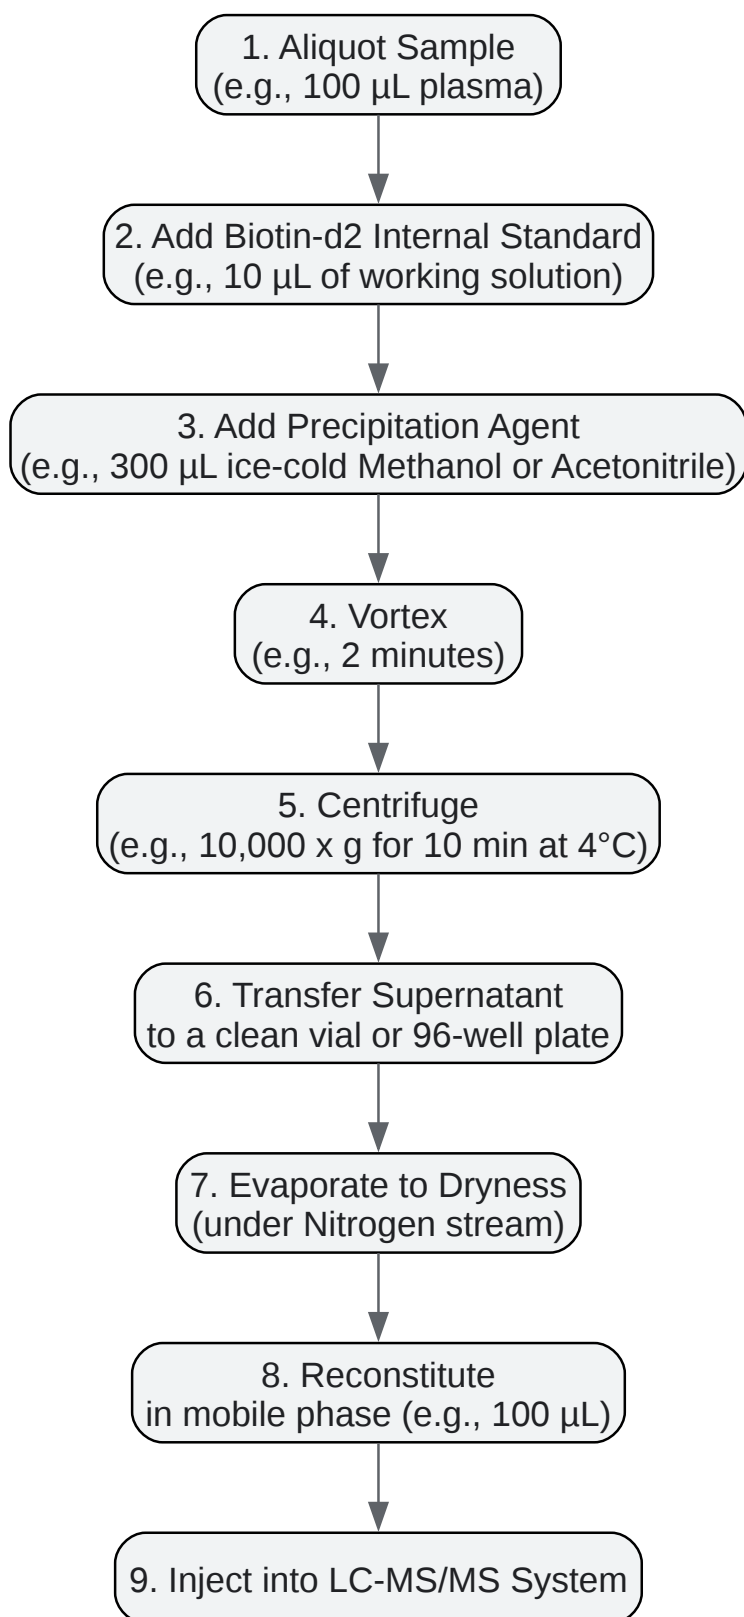 1. Aliquot Sample
(e.g., 100 µL plasma)
2. Add Biotin-d2 Internal Standard
(e.g., 10 µL of working solution)
3. Add Precipitation Agent
(e.g., 300 µL ice-cold Methanol or Acetonitrile)
4. Vortex
(e.g., 2 minutes)
5. Centrifuge
(e.g., 10,000 x g for 10 min at 4°C)
6. Transfer Supernatant
to a clean vial or 96-well plate
7. Evaporate to Dryness
(under Nitrogen stream)
8. Reconstitute
in mobile phase (e.g., 100 µL)
9. Inject into LC-MS/MS System